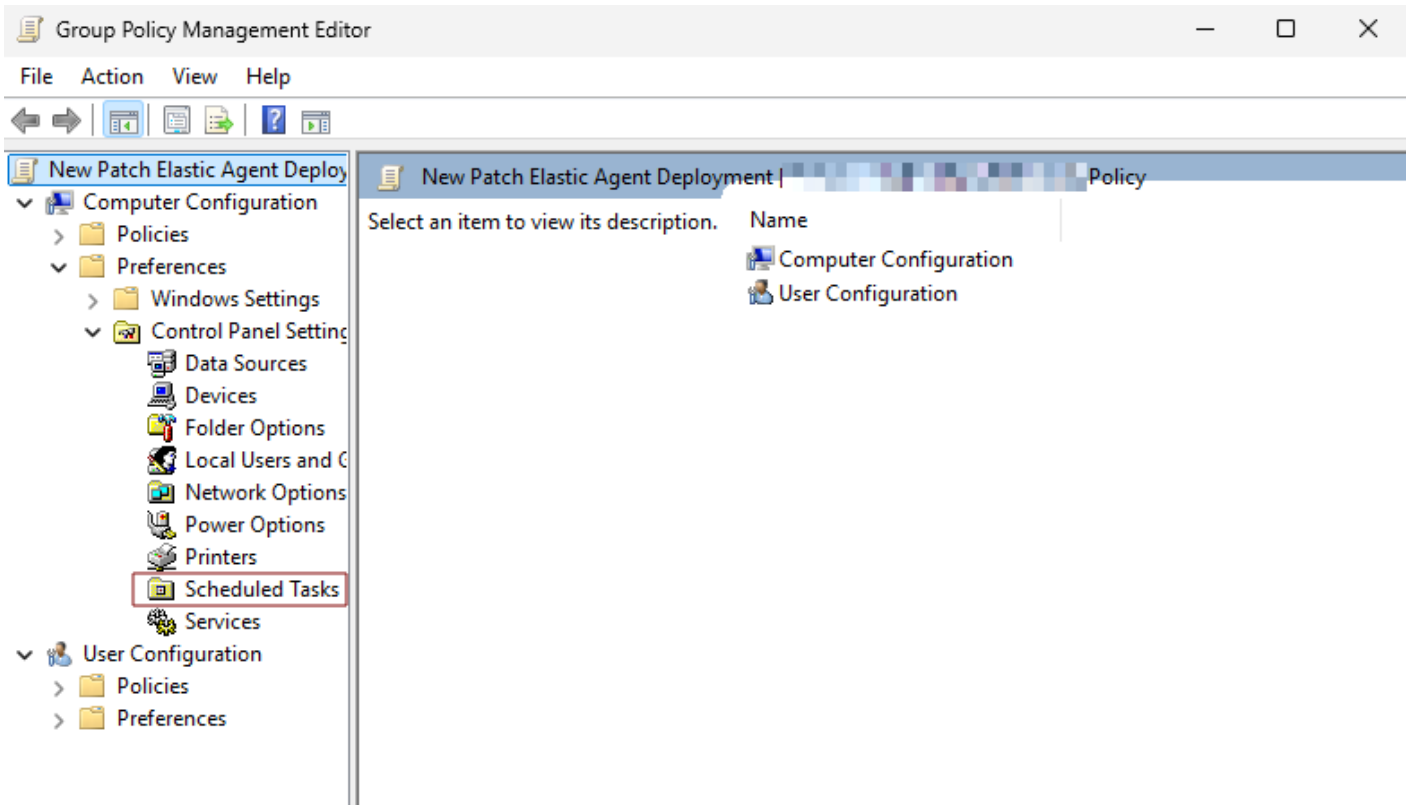 Group Policy Management Editor
File Action View Help
New Patch Elastic Agent Deploy
Computer Configuration
Policies
Preferences
Windows Settings
Control Panel Setting
Data Sources
Devices
Folder Options
Local Users and G
Network Options
Power Options
Printers
Scheduled Tasks
Services
User Configuration
Policies
Preferences
New Patch Elastic Agent Deployment Policy
Select an item to view its description.
Name
Computer Configuration
User Configuration